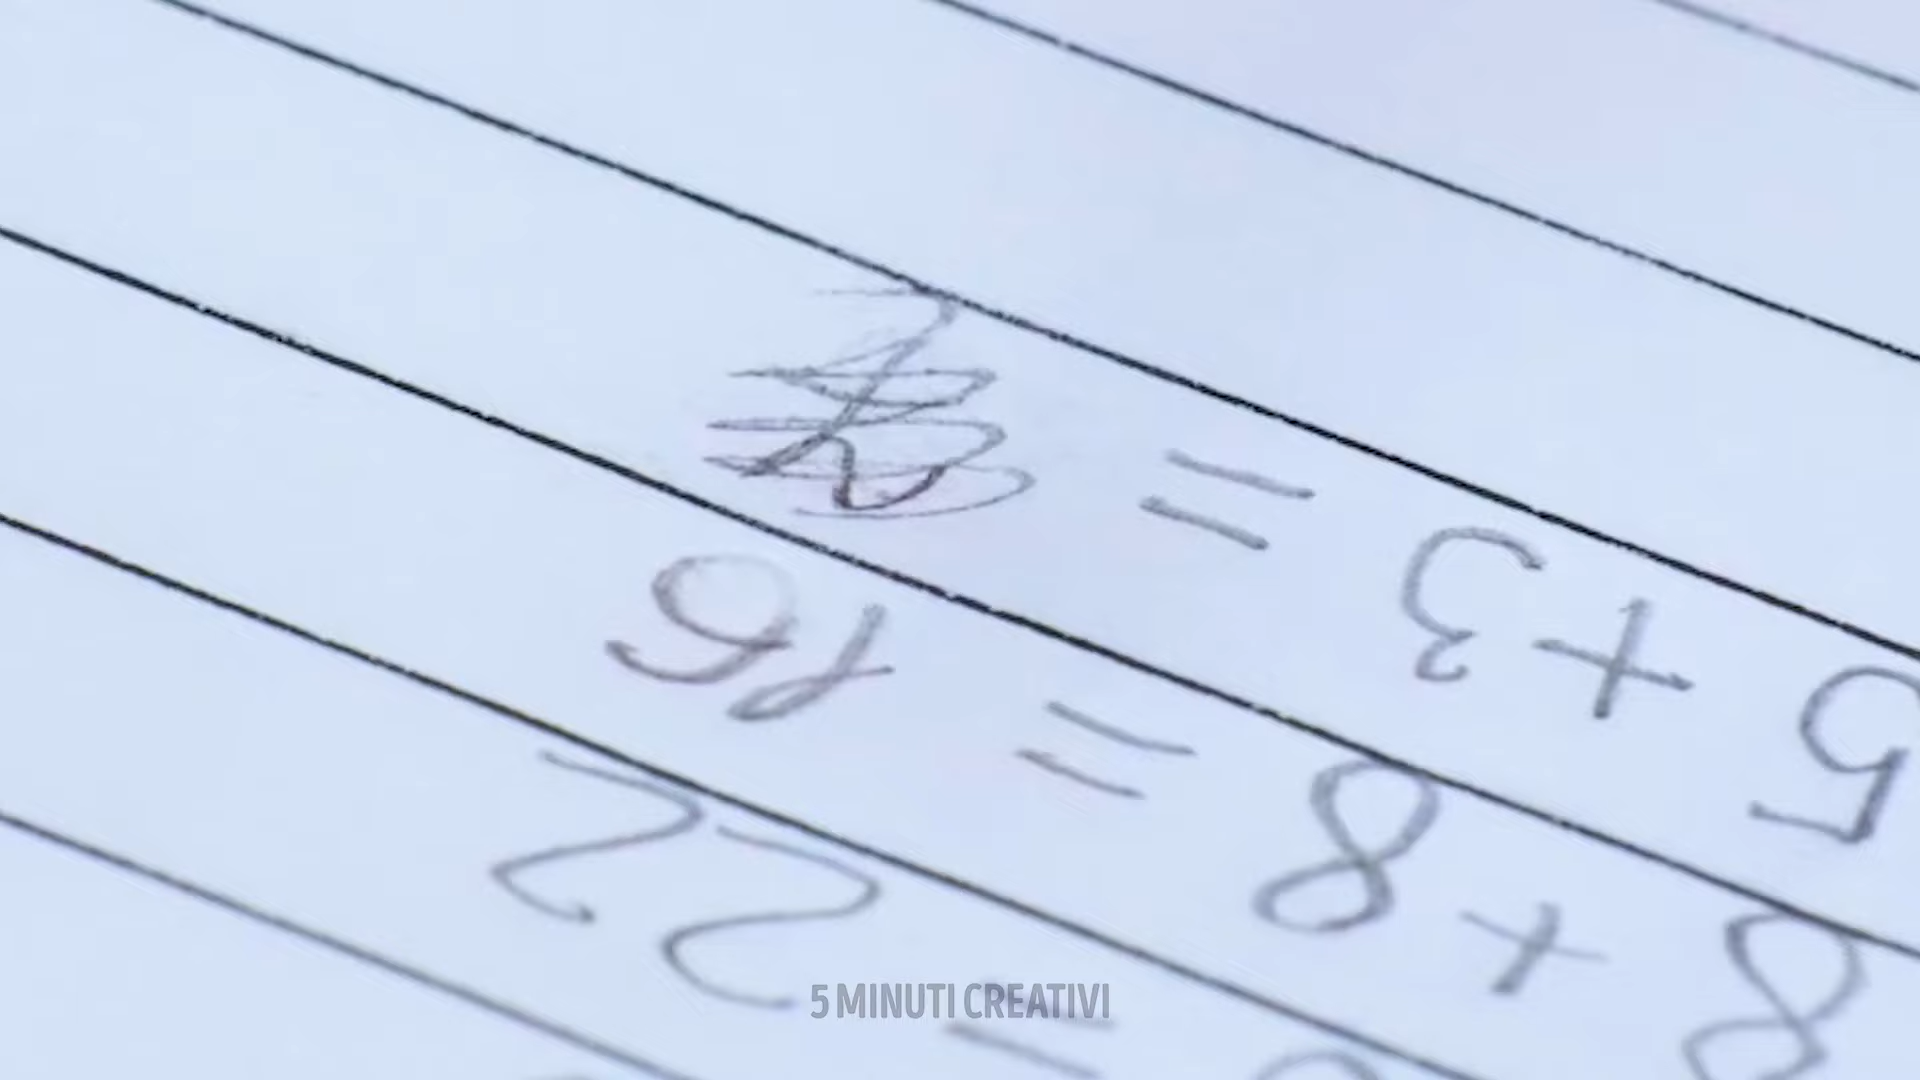 = 22
8 + 8 = 16
5 + 3 =
5 MINUTI CREATIVI